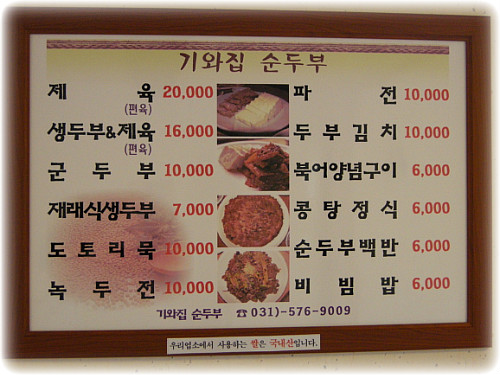 기와집 순두부
제 육 20,000
(편육)
생두부&제육 16,000
(편육)
군 두 부 10,000
재래식생두부 7,000
도토리묵 10,000
녹 두 전 10,000
파 전 10,000
두부김치 10,000
북어양념구이 6,000
콩탕정식 6,000
순두부백반 6,000
비 빔 밥 6,000
기와집 순두부 ☎ 031)-576-9009
우리업소에서 사용하는 쌀은 국내산입니다.